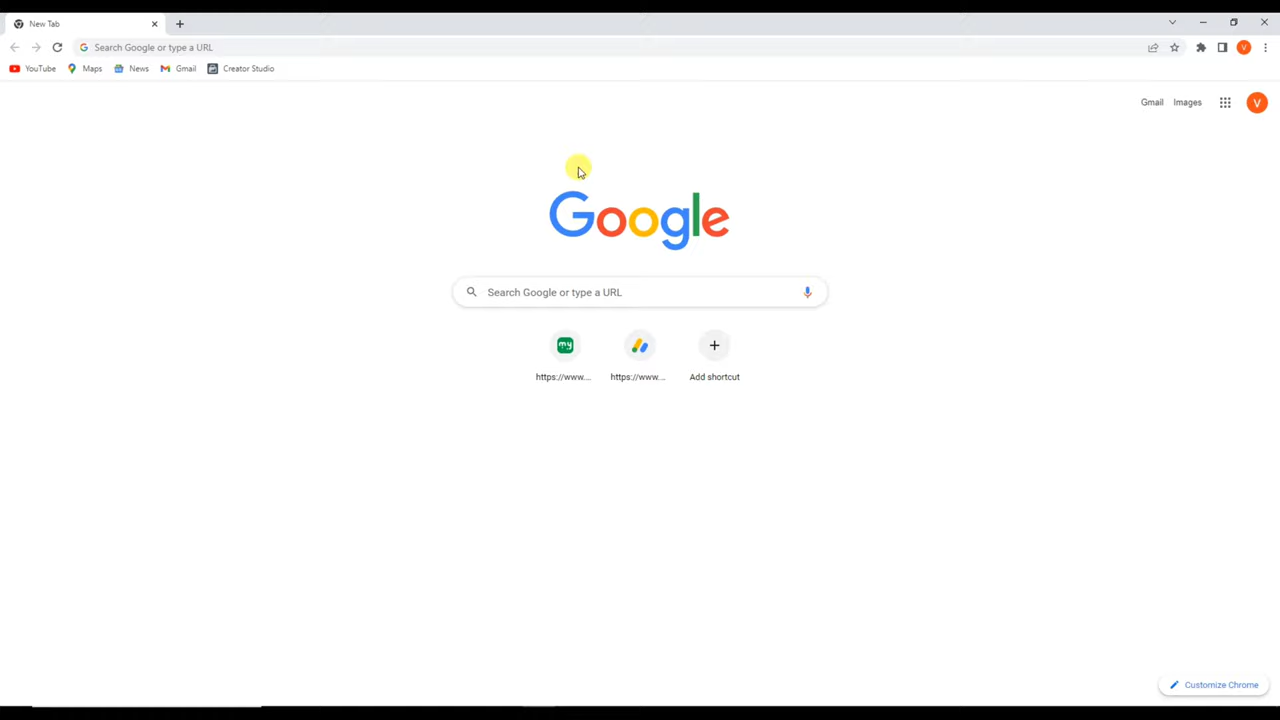 New Tab
Search Google or type a URL
YouTube Maps News Gmail Creator Studio
V
Gmail Images
V
Google
Search Google or type a URL
my
https://www.... https://www.... Add shortcut
Customize Chrome